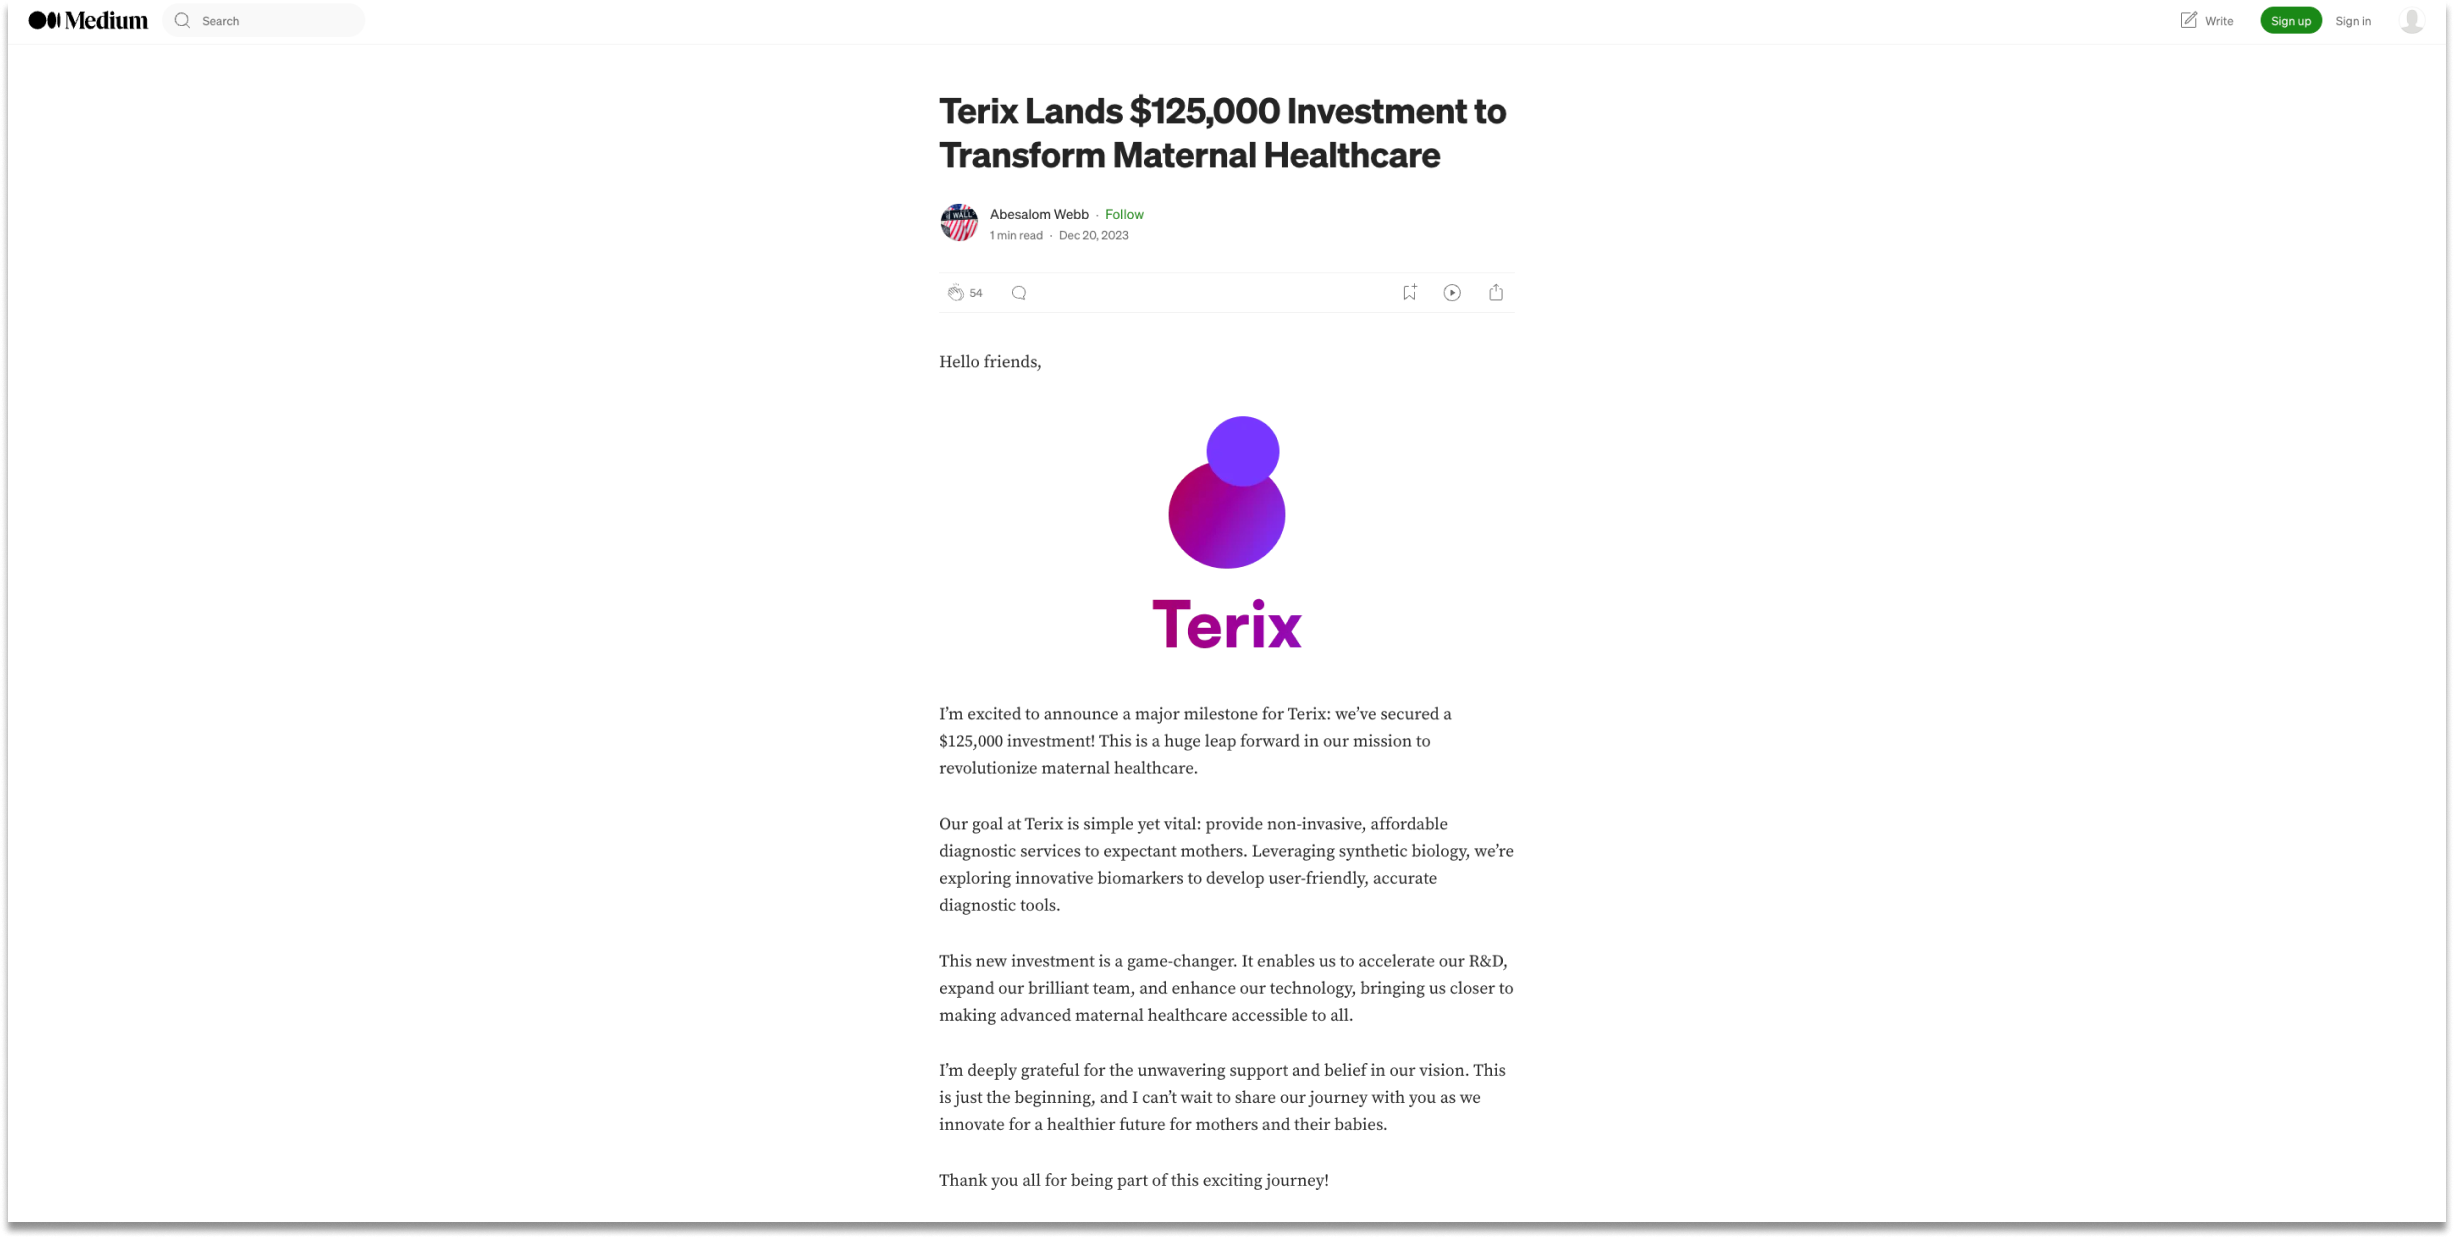 Medium
Search
Write
Sign up
Sign in
Terix Lands $125,000 Investment to
Transform Maternal Healthcare
WALL
Abesalom Webb · Follow
1 min read · Dec 20, 2023
54
Hello friends,
Terix
I’m excited to announce a major milestone for Terix: we’ve secured a
$125,000 investment! This is a huge leap forward in our mission to
revolutionize maternal healthcare.
Our goal at Terix is simple yet vital: provide non-invasive, affordable
diagnostic services to expectant mothers. Leveraging synthetic biology, we’re
exploring innovative biomarkers to develop user-friendly, accurate
diagnostic tools.
This new investment is a game-changer. It enables us to accelerate our R&D,
expand our brilliant team, and enhance our technology, bringing us closer to
making advanced maternal healthcare accessible to all.
I’m deeply grateful for the unwavering support and belief in our vision. This
is just the beginning, and I can’t wait to share our journey with you as we
innovate for a healthier future for mothers and their babies.
Thank you all for being part of this exciting journey!